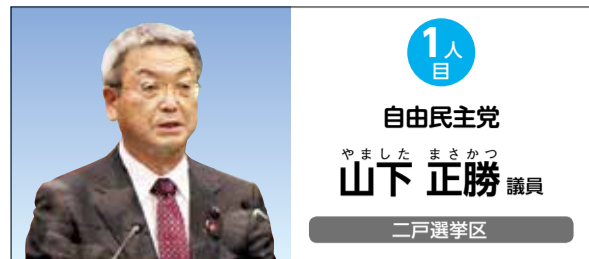 1人目
自由民主党
やました まさかつ
山下 正勝 議員
二戸選挙区